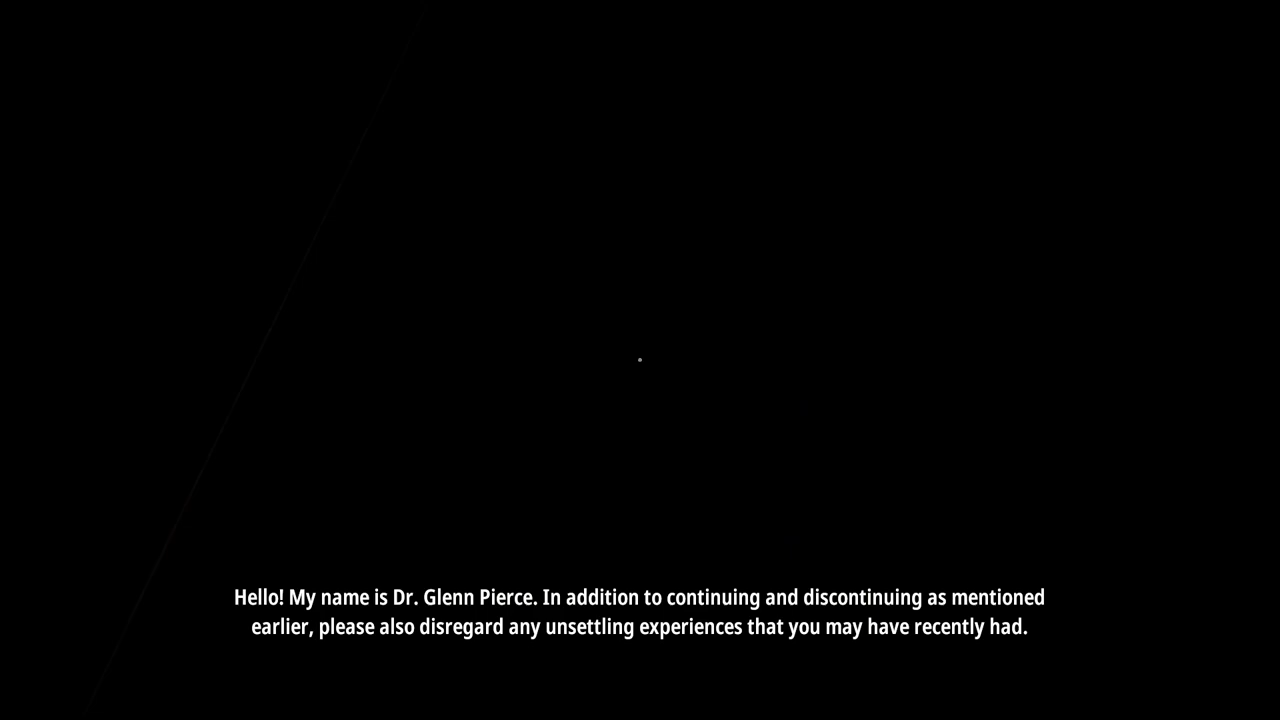 Hello! My name is Dr. Glenn Pierce. In addition to continuing and discontinuing as mentioned
earlier, please also disregard any unsettling experiences that you may have recently had.